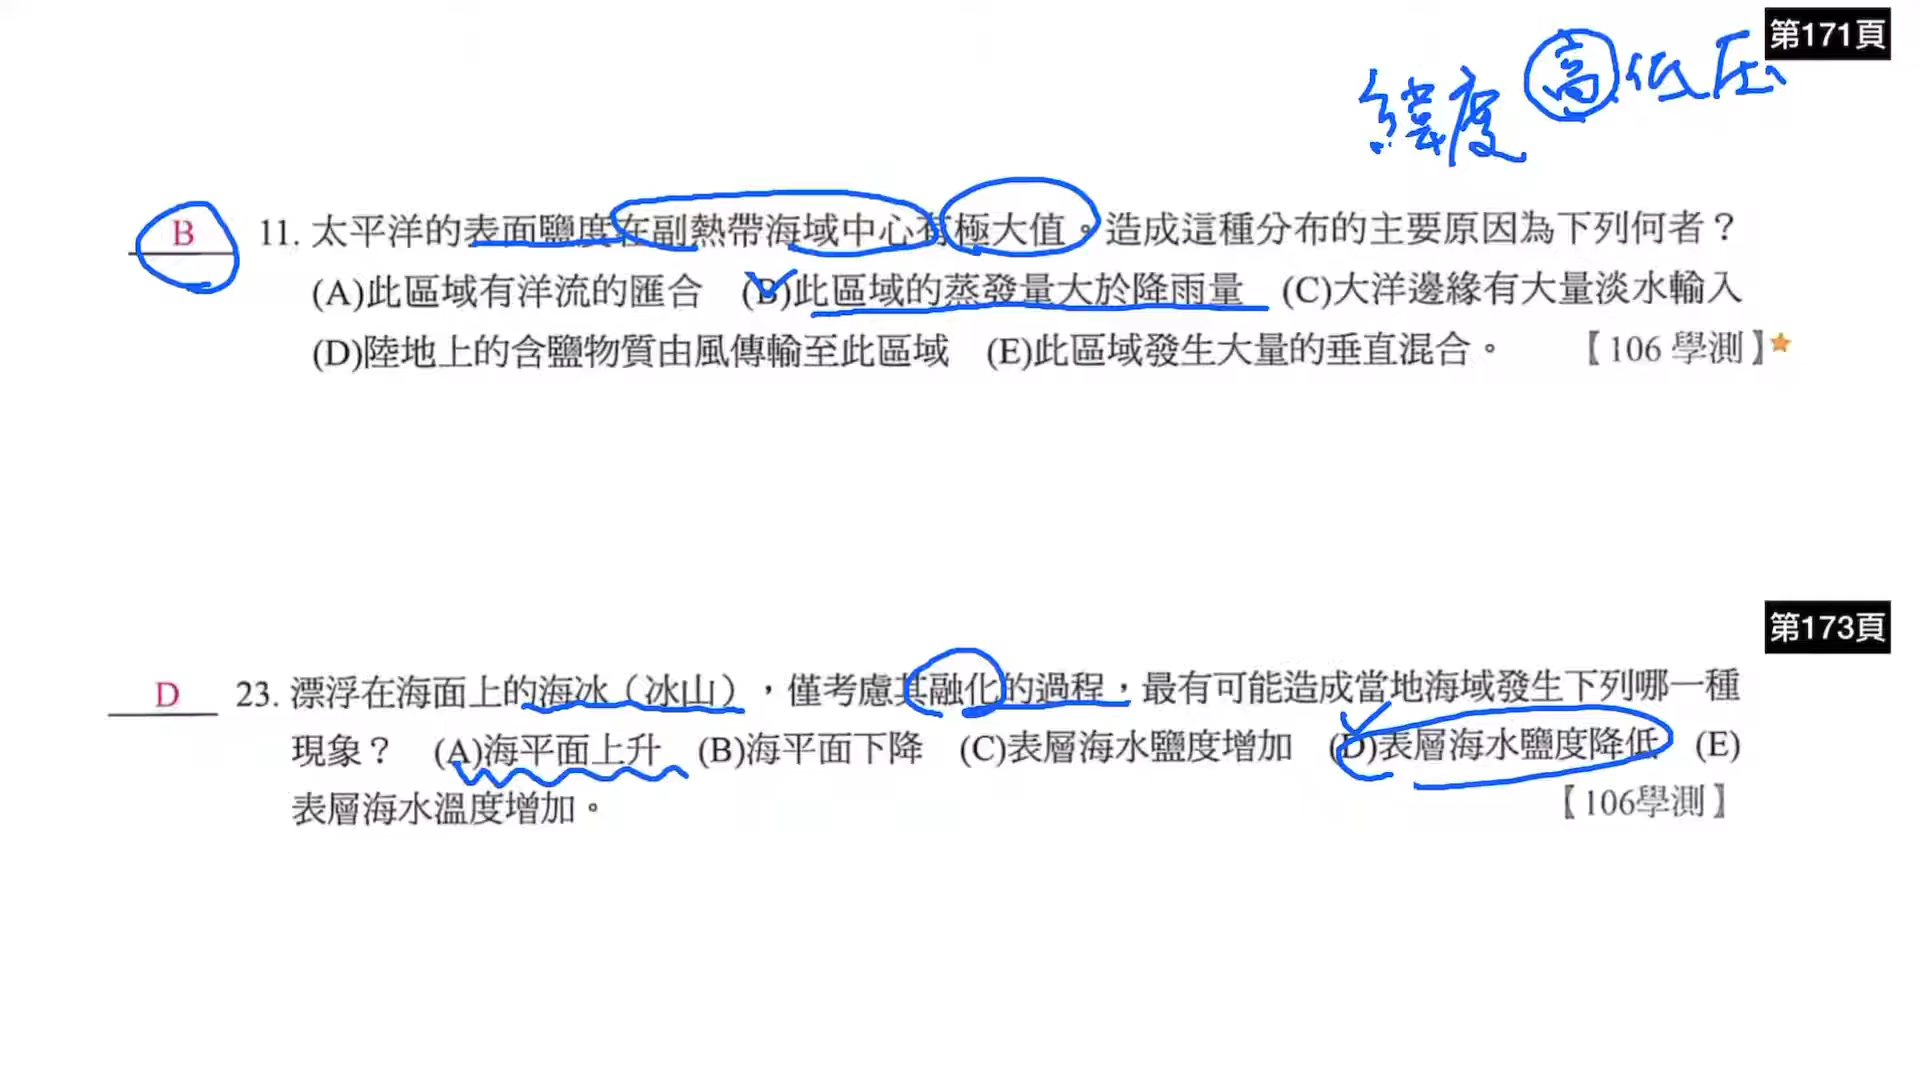 第171頁
緯度 高低压
B 11. 太平洋的表面鹽度在副熱帶海域中心有極大值。造成這種分布的主要原因為下列何者？
(A)此區域有洋流的匯合 (B)此區域的蒸發量大於降雨量 (C)大洋邊緣有大量淡水輸入
(D)陸地上的含鹽物質由風傳輸至此區域 (E)此區域發生大量的垂直混合。 【106 學測】
第173頁
D 23. 漂浮在海面上的海冰（冰山），僅考慮其融化的過程，最有可能造成當地海域發生下列哪一種
現象？ (A)海平面上升 (B)海平面下降 (C)表層海水鹽度增加 (D)表層海水鹽度降低 (E)
表層海水溫度增加。 【106學測】